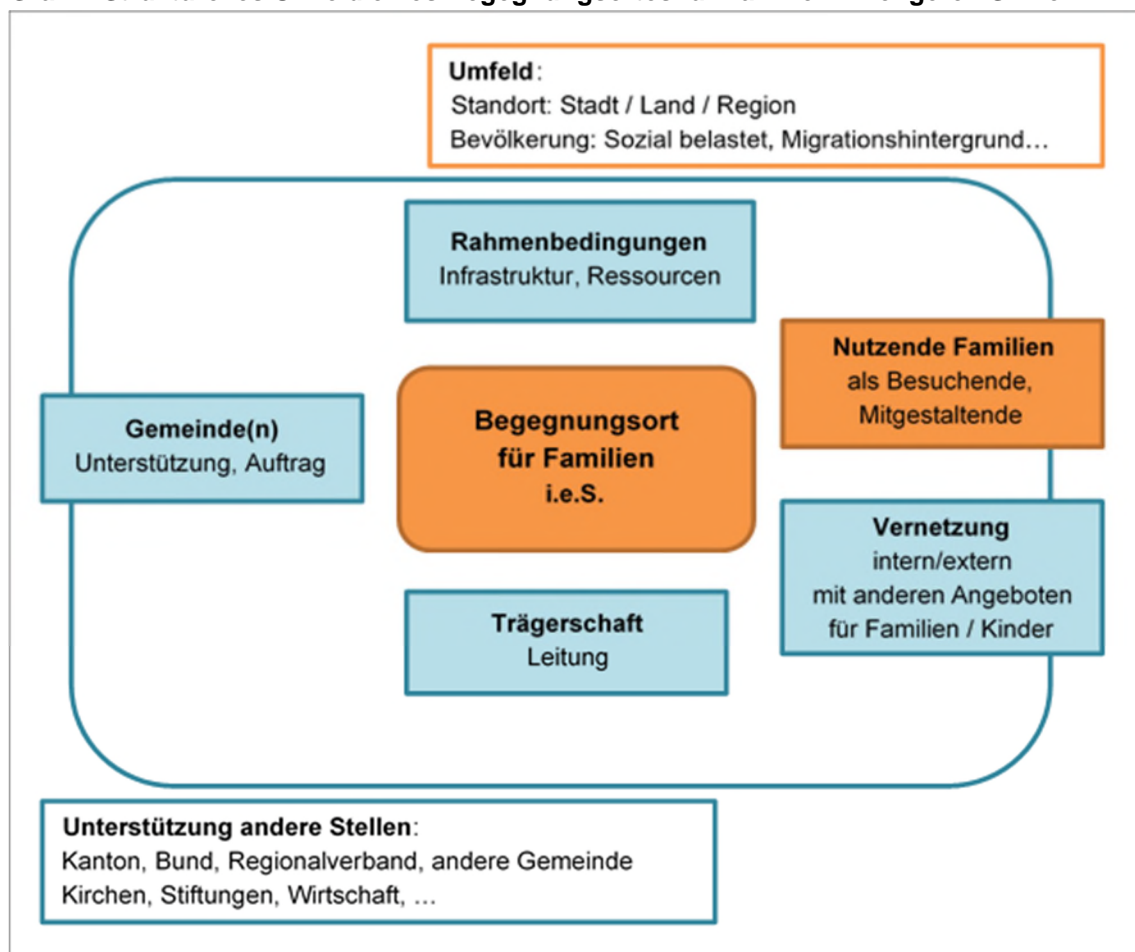 Umfeld:
Standort: Stadt / Land / Region
Bevölkerung: Sozial belastet, Migrationshintergrund…
Rahmenbedingungen
Infrastruktur, Ressourcen
Nutzende Familien
als Besuchende,
Mitgestaltende
Gemeinde(n)
Unterstützung, Auftrag
Begegnungsort
für Familien
i.e.S.
Vernetzung
intern/extern
mit anderen Angeboten
für Familien / Kinder
Trägerschaft
Leitung
Unterstützung andere Stellen:
Kanton, Bund, Regionalverband, andere Gemeinde
Kirchen, Stiftungen, Wirtschaft, …